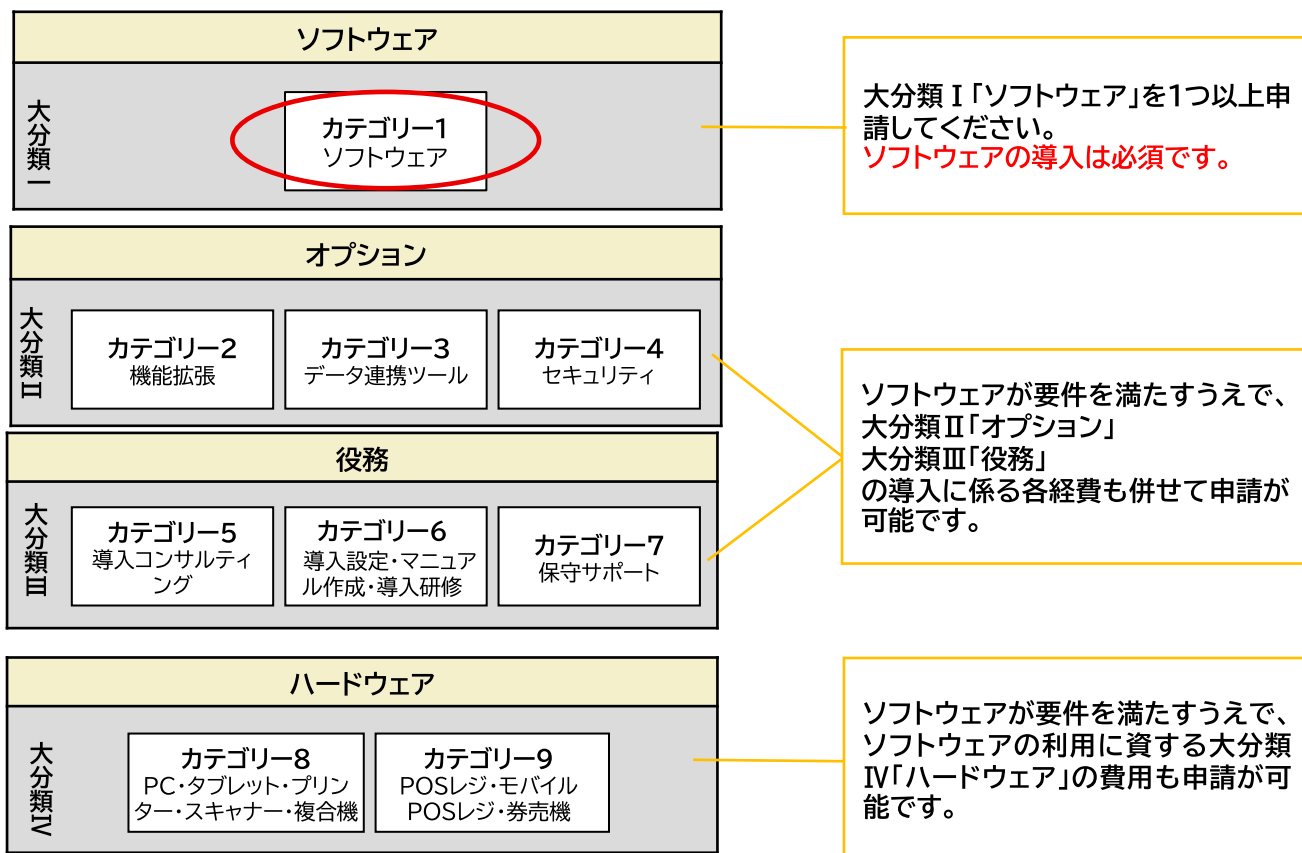 ソフトウェア
大分類Ⅰ
カテゴリー1
ソフトウェア
大分類Ⅰ「ソフトウェア」を1つ以上申
請してください。
ソフトウェアの導入は必須です。
オプション
大分類Ⅱ
カテゴリー2
機能拡張
カテゴリー3
データ連携ツール
カテゴリー4
セキュリティ
役務
大分類Ⅲ
カテゴリー5
導入コンサルティ
ング
カテゴリー6
導入設定・マニュア
ル作成・導入研修
カテゴリー7
保守サポート
ソフトウェアが要件を満たすうえで、
大分類Ⅱ「オプション」
大分類Ⅲ「役務」
の導入に係る各経費も併せて申請が
可能です。
ハードウェア
大分類Ⅳ
カテゴリー8
PC・タブレット・プリン
ター・スキャナー・複合機
カテゴリー9
POSレジ・モバイル
POSレジ・券売機
ソフトウェアが要件を満たすうえで、
ソフトウェアの利用に資する大分類
Ⅳ「ハードウェア」の費用も申請が可
能です。